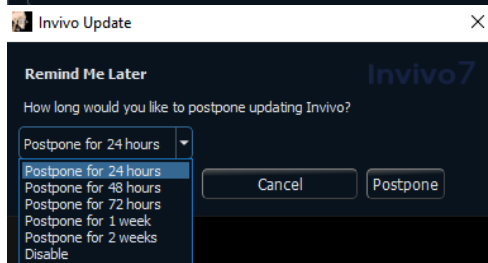 Invivo Update
Remind Me Later
Invivo7
How long would you like to postpone updating Invivo?
Postpone for 24 hours
Postpone for 24 hours
Postpone for 48 hours
Postpone for 72 hours
Postpone for 1 week
Postpone for 2 weeks
Disable
Cancel
Postpone